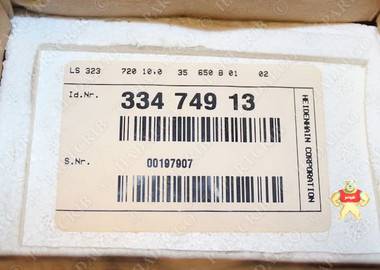 LS 323 720 10.0 35 650 B 01 02
Id.Nr. 334 749 13
S.Nr. 00197907
HEIDENHAIN CORPORATION